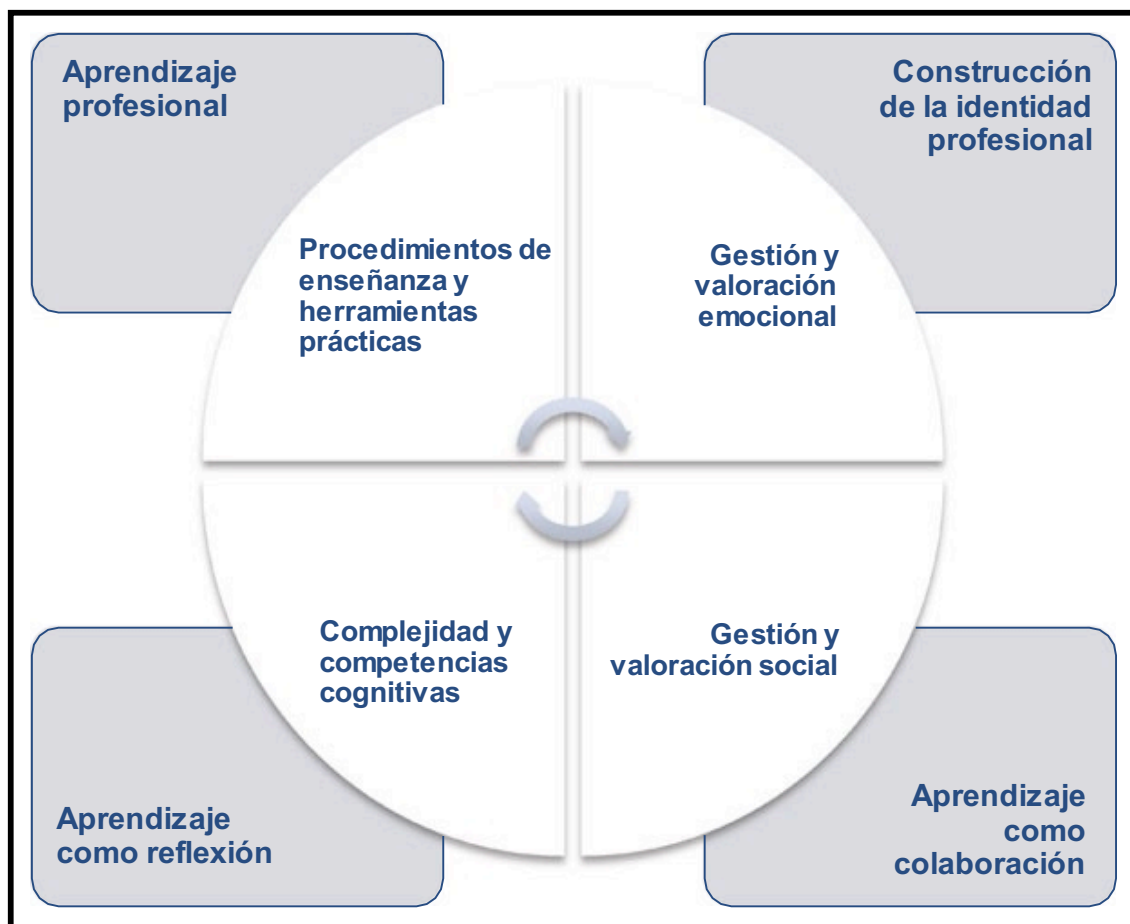 Aprendizaje
profesional
Construcción
de la identidad
profesional
Procedimientos de
enseñanza y
herramientas
prácticas
Gestión y
valoración
emocional
Complejidad y
competencias
cognitivas
Gestión y
valoración social
Aprendizaje
como reflexión
Aprendizaje
como
colaboración